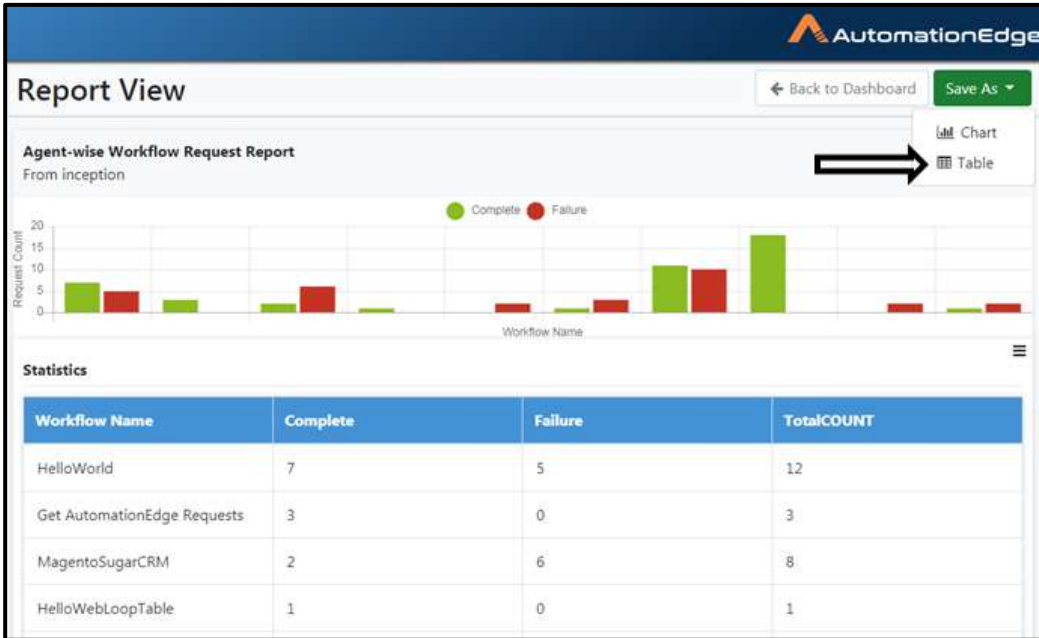 AutomationEdge
Report View
Back to Dashboard
Save As
Chart
Table
Agent-wise Workflow Request Report
From inception
Complete Failure
20
15
10
5
0
Request Count
Workflow Name
Statistics
Workflow Name Complete Failure TotalCOUNT
HelloWorld 7 5 12
Get AutomationEdge Requests 3 0 3
MagentoSugarCRM 2 6 8
HelloWebLoopTable 1 0 1